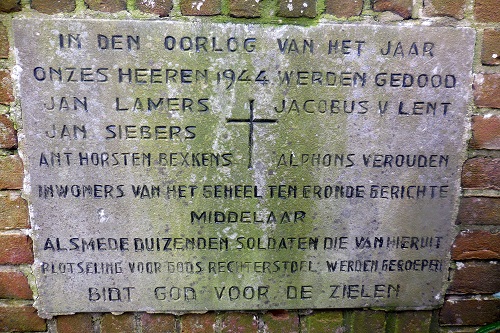 IN DEN OORLOG VAN HET JAAR
ONZES HEEREN 1944 WERDEN GEDOOD
JAN LAMERS JACOBUS V LENT
JAN SIEBERS
ANT HORSTEN BEXKENS ALPHONS VEROUDEN
INWONERS VAN HET GEHEEL TEN GRONDE GERICHTE
MIDDELAAR
ALSMEDE DUIZENDEN SOLDATEN DIE VAN HIERUIT
PLOTSELING VOOR GODS RECHTERSTOEL WERDEN GEROEPEN
BIDT GOD VOOR DE ZIELEN